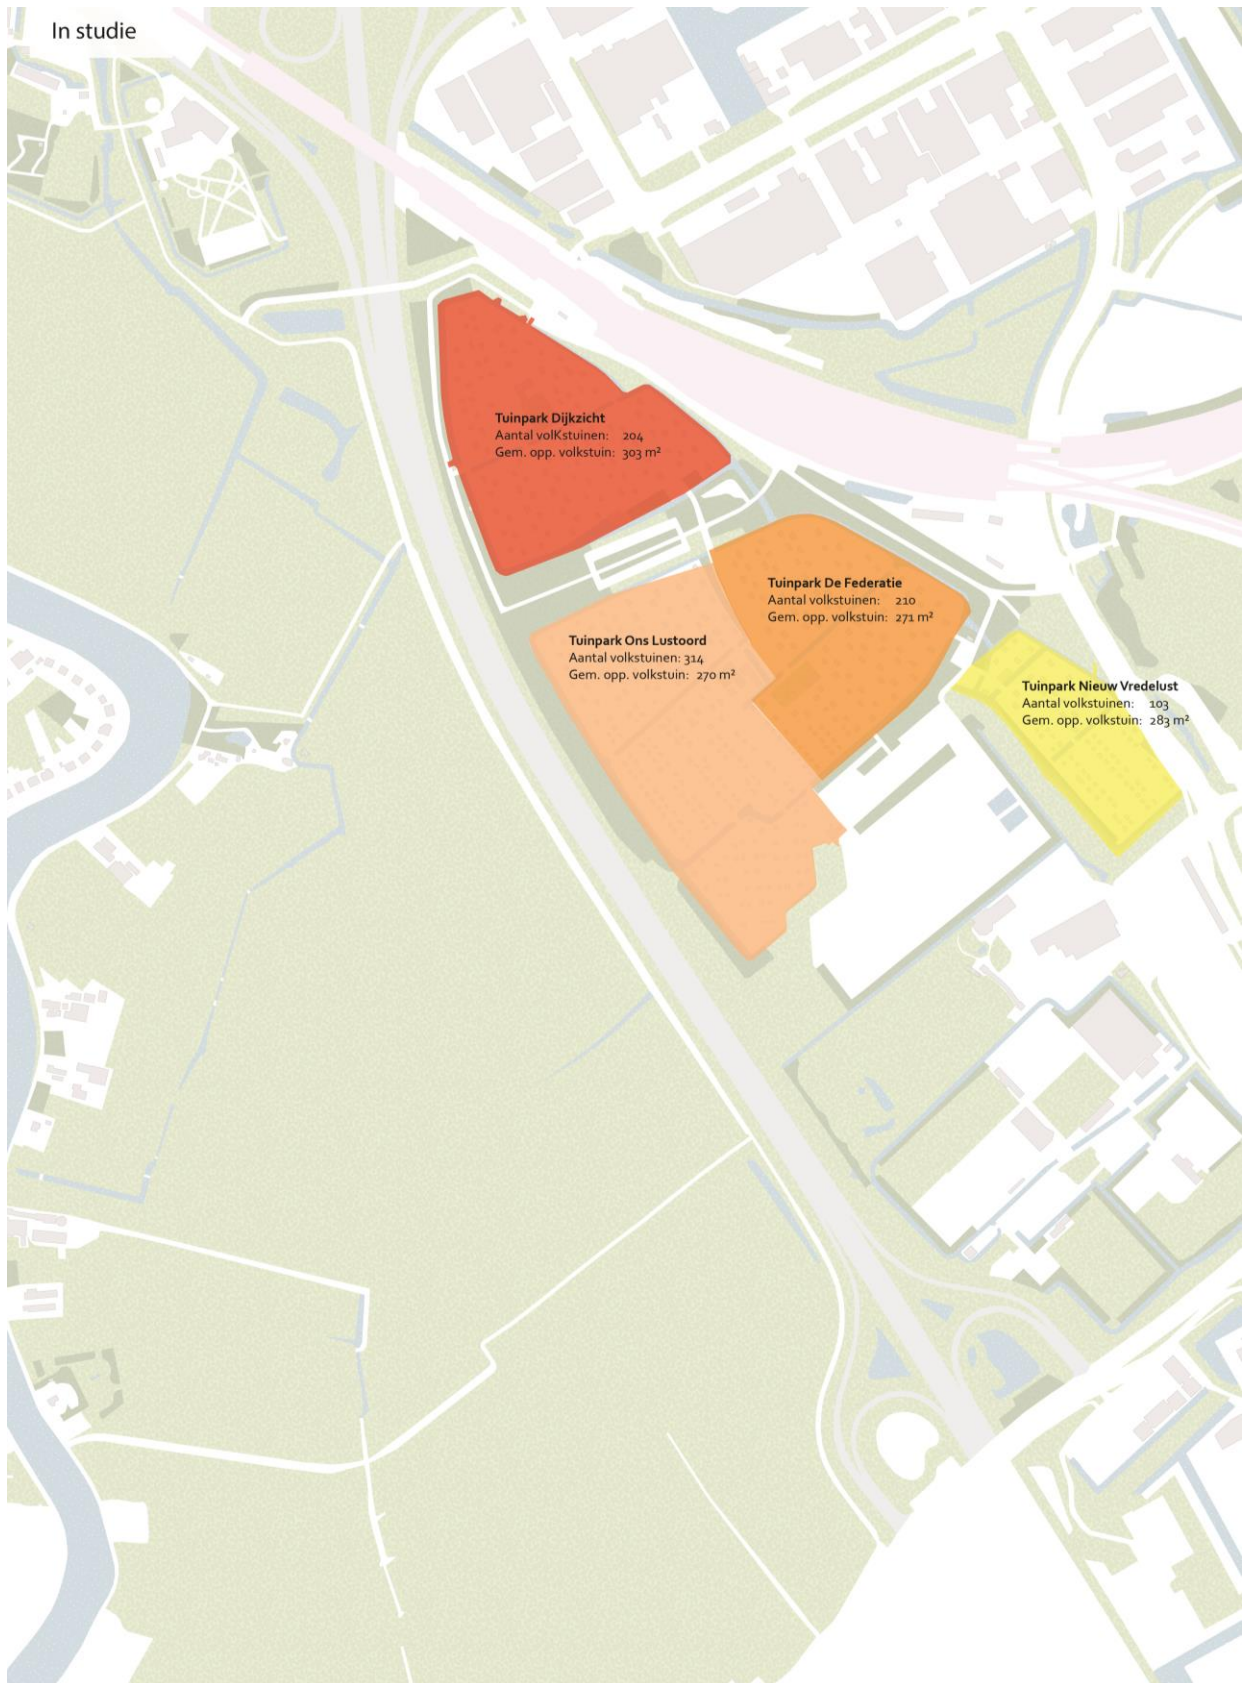 In studie
Tuinpark Dijkzicht
Aantal volKstuinen: 204
Gem. opp. volkstuin: 303 m²
Tuinpark De Federatie
Aantal volkstuinen: 210
Gem. opp. volkstuin: 271 m²
Tuinpark Ons Lustoord
Aantal volkstuinen: 314
Gem. opp. volkstuin: 270 m²
Tuinpark Nieuw Vredelust
Aantal volkstuinen: 103
Gem. opp. volkstuin: 283 m²